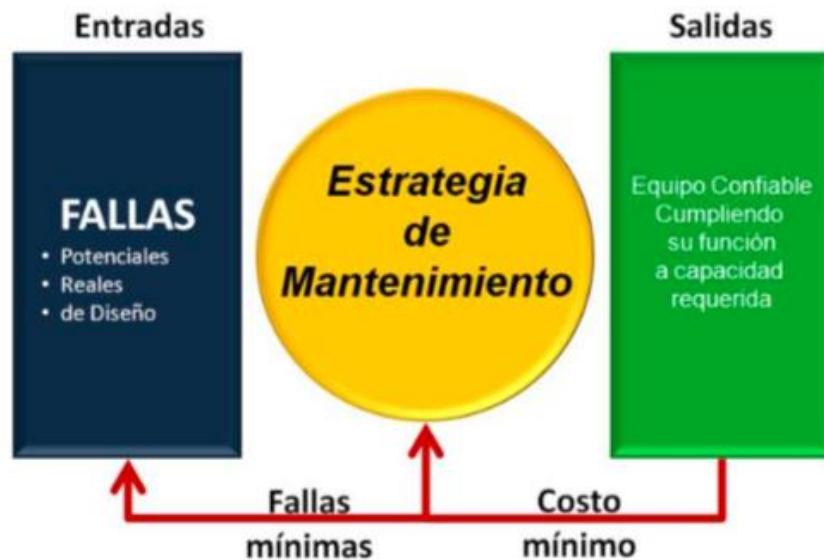 Entradas
Salidas
FALLAS
• Potenciales
• Reales
• de Diseño
Estrategia
de
Mantenimiento
Equipo Confiable
Cumpliendo
su función
a capacidad
requerida
Fallas
mínimas
Costo
mínimo